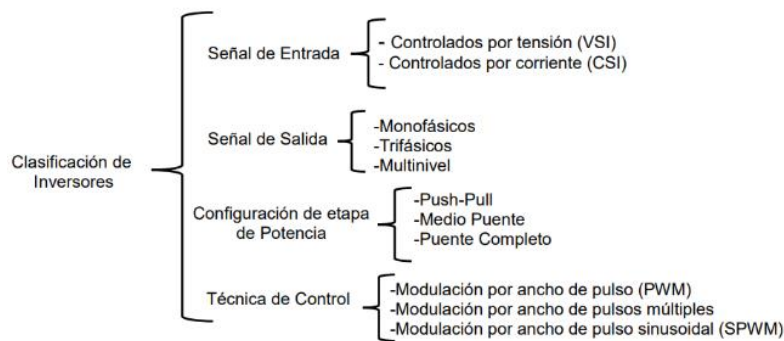 Clasificación de
Inversores
Señal de Entrada
- Controlados por tensión (VSI)
- Controlados por corriente (CSI)
Señal de Salida
-Monofásicos
-Trifásicos
-Multinivel
Configuración de etapa
de Potencia
-Push-Pull
-Medio Puente
-Puente Completo
Técnica de Control
-Modulación por ancho de pulso (PWM)
-Modulación por ancho de pulsos múltiples
-Modulación por ancho de pulso sinusoidal (SPWM)